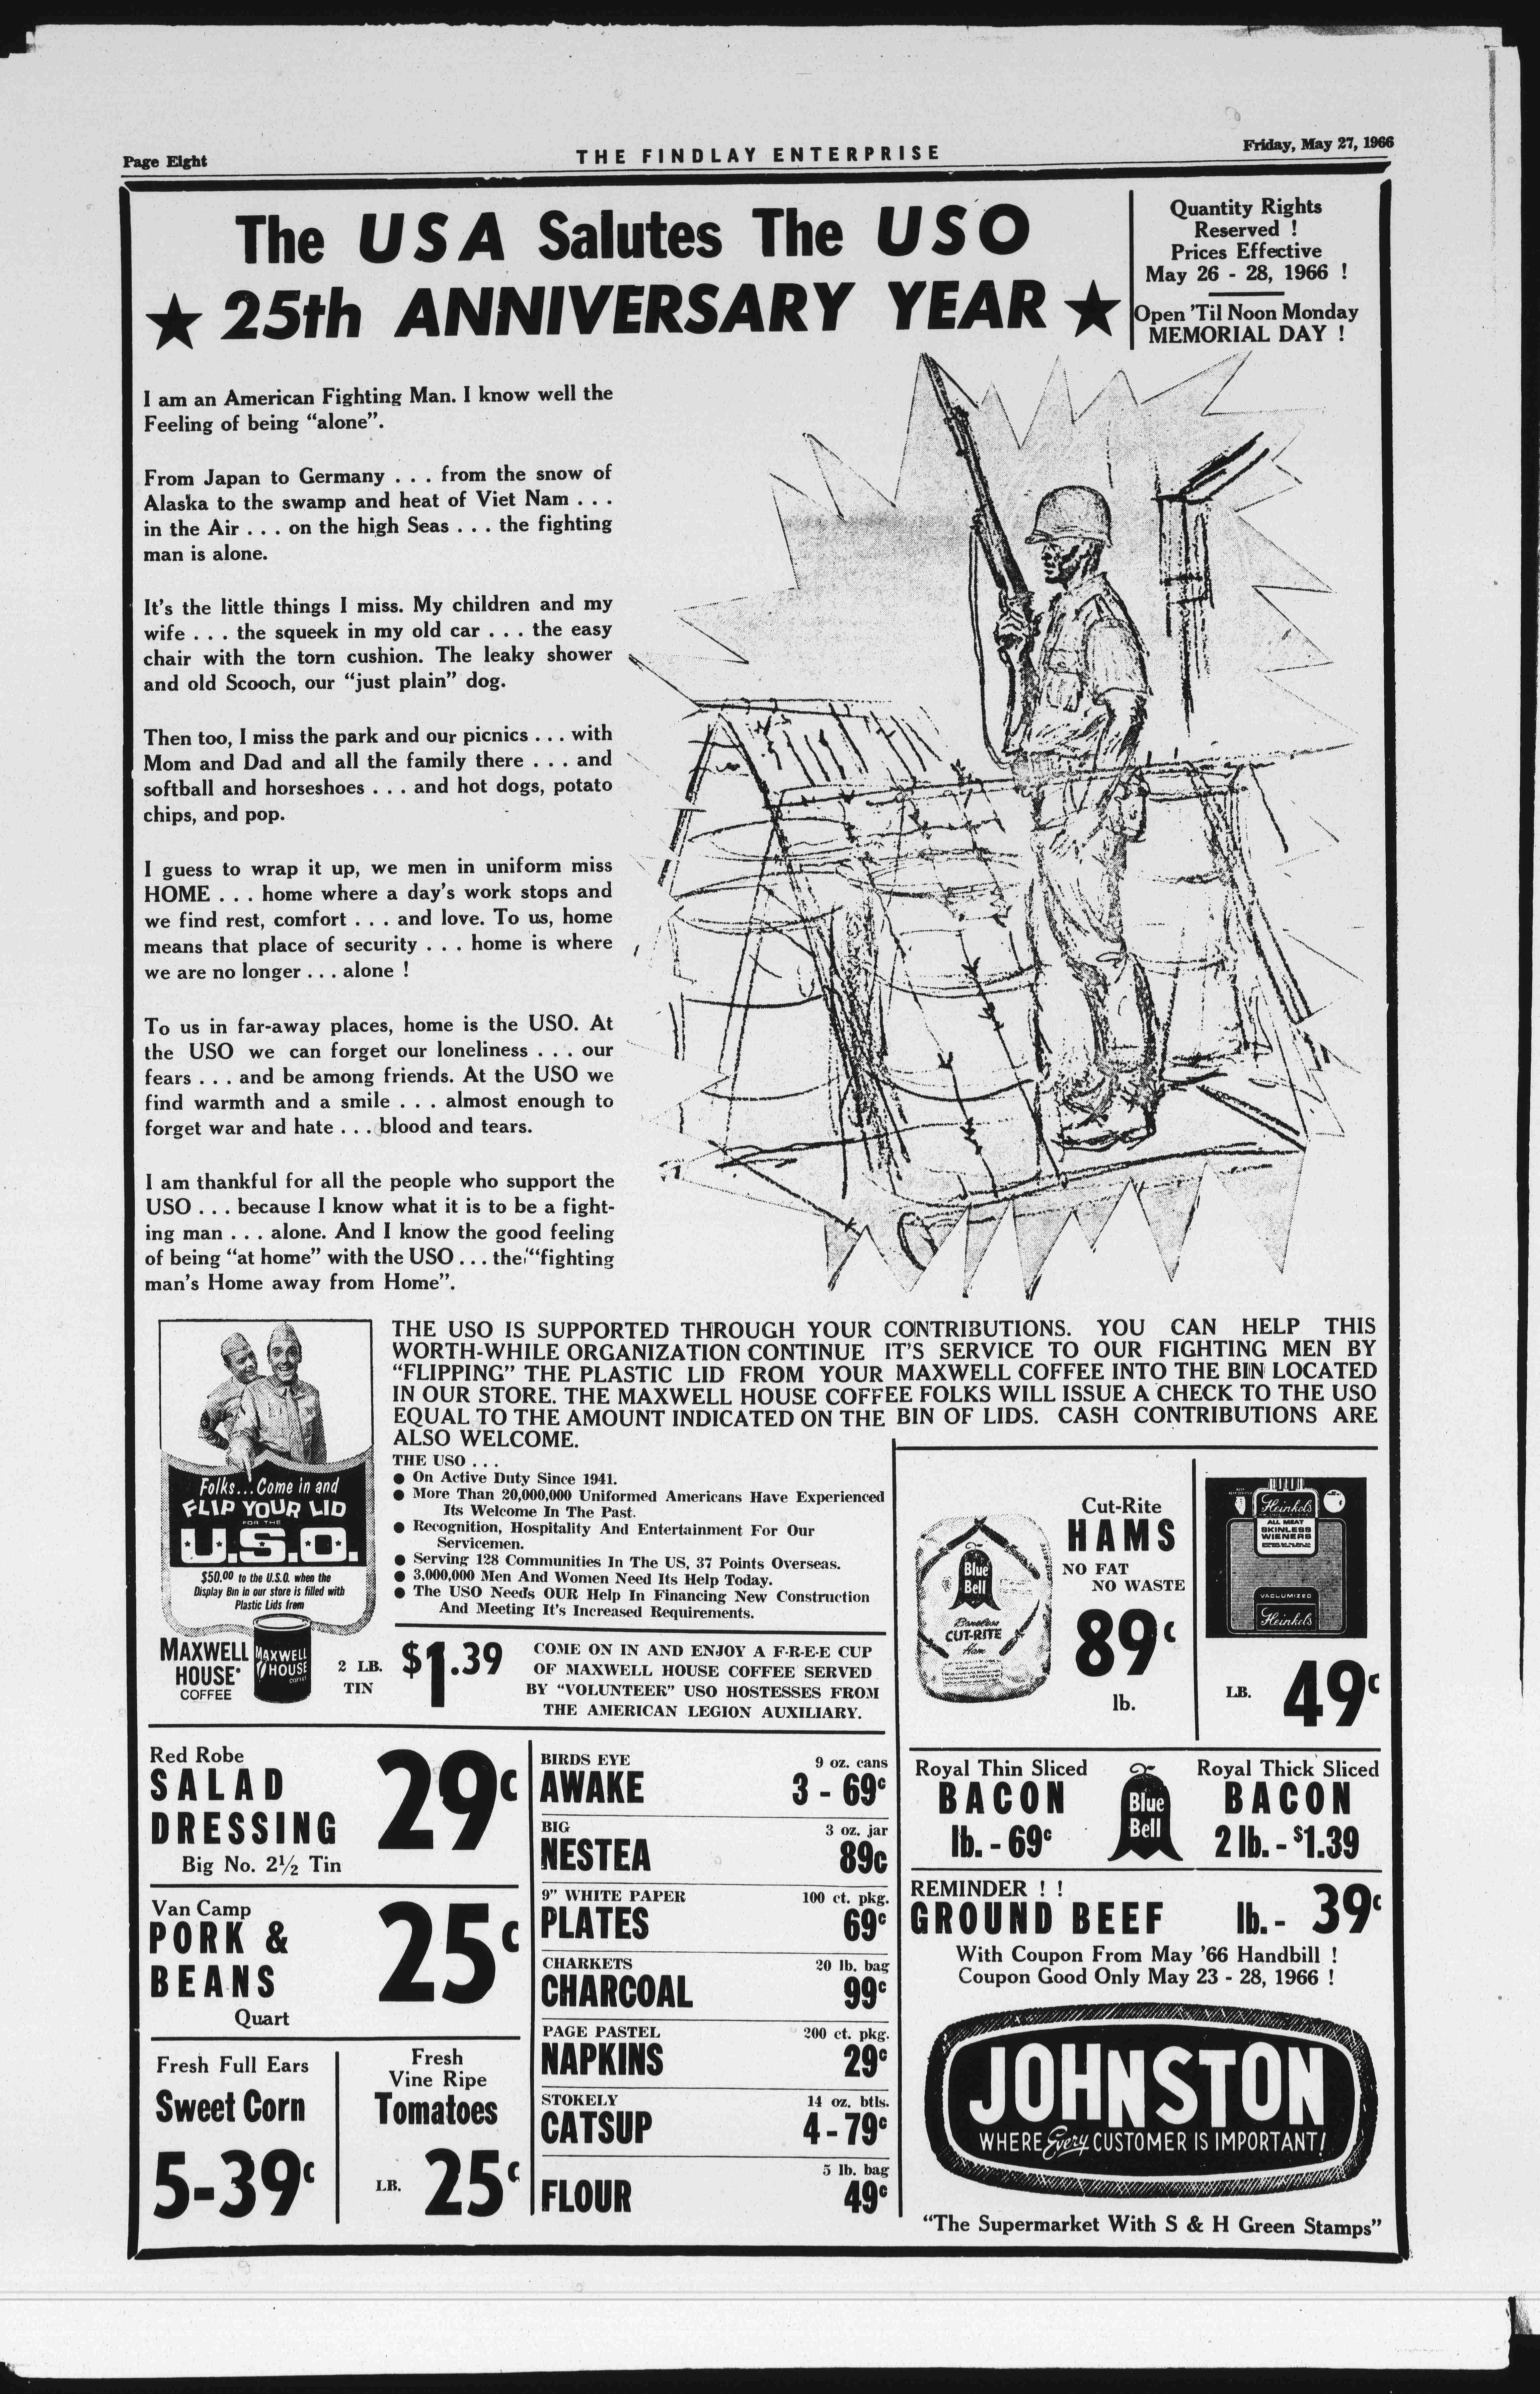 Page Eight
THE FINDLAY ENTERPRISE
Friday, May 27, 1966
The USA Salutes The USO
25th ANNIVERSARY YEAR
Quantity Rights
Reserved !
Prices Effective
May 26 - 28, 1966 !
Open 'Til Noon Monday
MEMORIAL DAY !
I am an American Fighting Man. I know well the
Feeling of being "alone".
From Japan to Germany . . . from the snow of
Alaska to the swamp and heat of Viet Nam . . .
in the Air . . . on the high Seas . . . the fighting
man is alone.
It's the little things I miss. My children and my
wife . . . the squeek in my old car . . . the easy
chair with the torn cushion. The leaky shower
and old Scooch, our "just plain" dog.
Then too, I miss the park and our picnics . . . with
Mom and Dad and all the family there . . . and
softball and horseshoes . . . and hot dogs, potato
chips, and pop.
I guess to wrap it up, we men in uniform miss
HOME . . . home where a day's work stops and
we find rest, comfort . . . and love. To us, home
means that place of security . . . home is where
we are no longer . . . alone !
To us in far-away places, home is the USO. At
the USO we can forget our loneliness . . . our
fears . . . and be among friends. At the USO we
find warmth and a smile . . . almost enough to
forget war and hate . . . blood and tears.
I am thankful for all the people who support the
USO . . . because I know what it is to be a fight-
ing man . . . alone. And I know the good feeling
of being "at home" with the USO . . . the "fighting
man's Home away from Home".
THE USO IS SUPPORTED THROUGH YOUR CONTRIBUTIONS. YOU CAN HELP THIS
WORTH-WHILE ORGANIZATION CONTINUE IT'S SERVICE TO OUR FIGHTING MEN BY
"FLIPPING" THE PLASTIC LID FROM YOUR MAXWELL COFFEE INTO THE BIN LOCATED
IN OUR STORE. THE MAXWELL HOUSE COFFEE FOLKS WILL ISSUE A CHECK TO THE USO
EQUAL TO THE AMOUNT INDICATED ON THE BIN OF LIDS. CASH CONTRIBUTIONS ARE
ALSO WELCOME.
THE USO . . .
● On Active Duty Since 1941.
● More Than 20,000,000 Uniformed Americans Have Experienced
Its Welcome In The Past.
● Recognition, Hospitality And Entertainment For Our
Servicemen.
● Serving 128 Communities In The US, 37 Points Overseas.
● 3,000,000 Men And Women Need Its Help Today.
● The USO Needs OUR Help In Financing New Construction
And Meeting It's Increased Requirements.
Folks...Come in and
FLIP YOUR LID
FOR THE
U.S.O.
$50.00 to the U.S.O. when the
Display Bin in our store is filled with
Plastic Lids from
MAXWELL
HOUSE
COFFEE
MAXWELL
HOUSE
COFFEE
2 LB.
TIN
$1.39
COME ON IN AND ENJOY A F-R-E-E CUP
OF MAXWELL HOUSE COFFEE SERVED
BY "VOLUNTEER" USO HOSTESSES FROM
THE AMERICAN LEGION AUXILIARY.
Blue
Bell
Boneless
CUT-RITE
Ham
Cut-Rite
HAMS
NO FAT
NO WASTE
89c
lb.
Heinkels
ALL MEAT
SKINLESS
WIENERS
VACUUMIZED
Heinkels
LB. 49c
Red Robe
SALAD
DRESSING
Big No. 2½ Tin
29c
Van Camp
PORK &
BEANS
Quart
25c
Fresh Full Ears
Sweet Corn
5-39c
Fresh
Vine Ripe
Tomatoes
LB. 25c
BIRDS EYE 9 oz. cans
AWAKE 3 - 69c
BIG 3 oz. jar
NESTEA 89c
9" WHITE PAPER 100 ct. pkg.
PLATES 69c
CHARKETS 20 lb. bag
CHARCOAL 99c
PAGE PASTEL 200 ct. pkg.
NAPKINS 29c
STOKELY 14 oz. btls.
CATSUP 4 - 79c
5 lb. bag
FLOUR 49c
Royal Thin Sliced
BACON
lb. - 69c
Blue
Bell
Royal Thick Sliced
BACON
2 lb. - $1.39
REMINDER ! !
GROUND BEEF lb. - 39c
With Coupon From May '66 Handbill !
Coupon Good Only May 23 - 28, 1966 !
JOHNSTON
WHERE Every CUSTOMER IS IMPORTANT!
"The Supermarket With S & H Green Stamps"